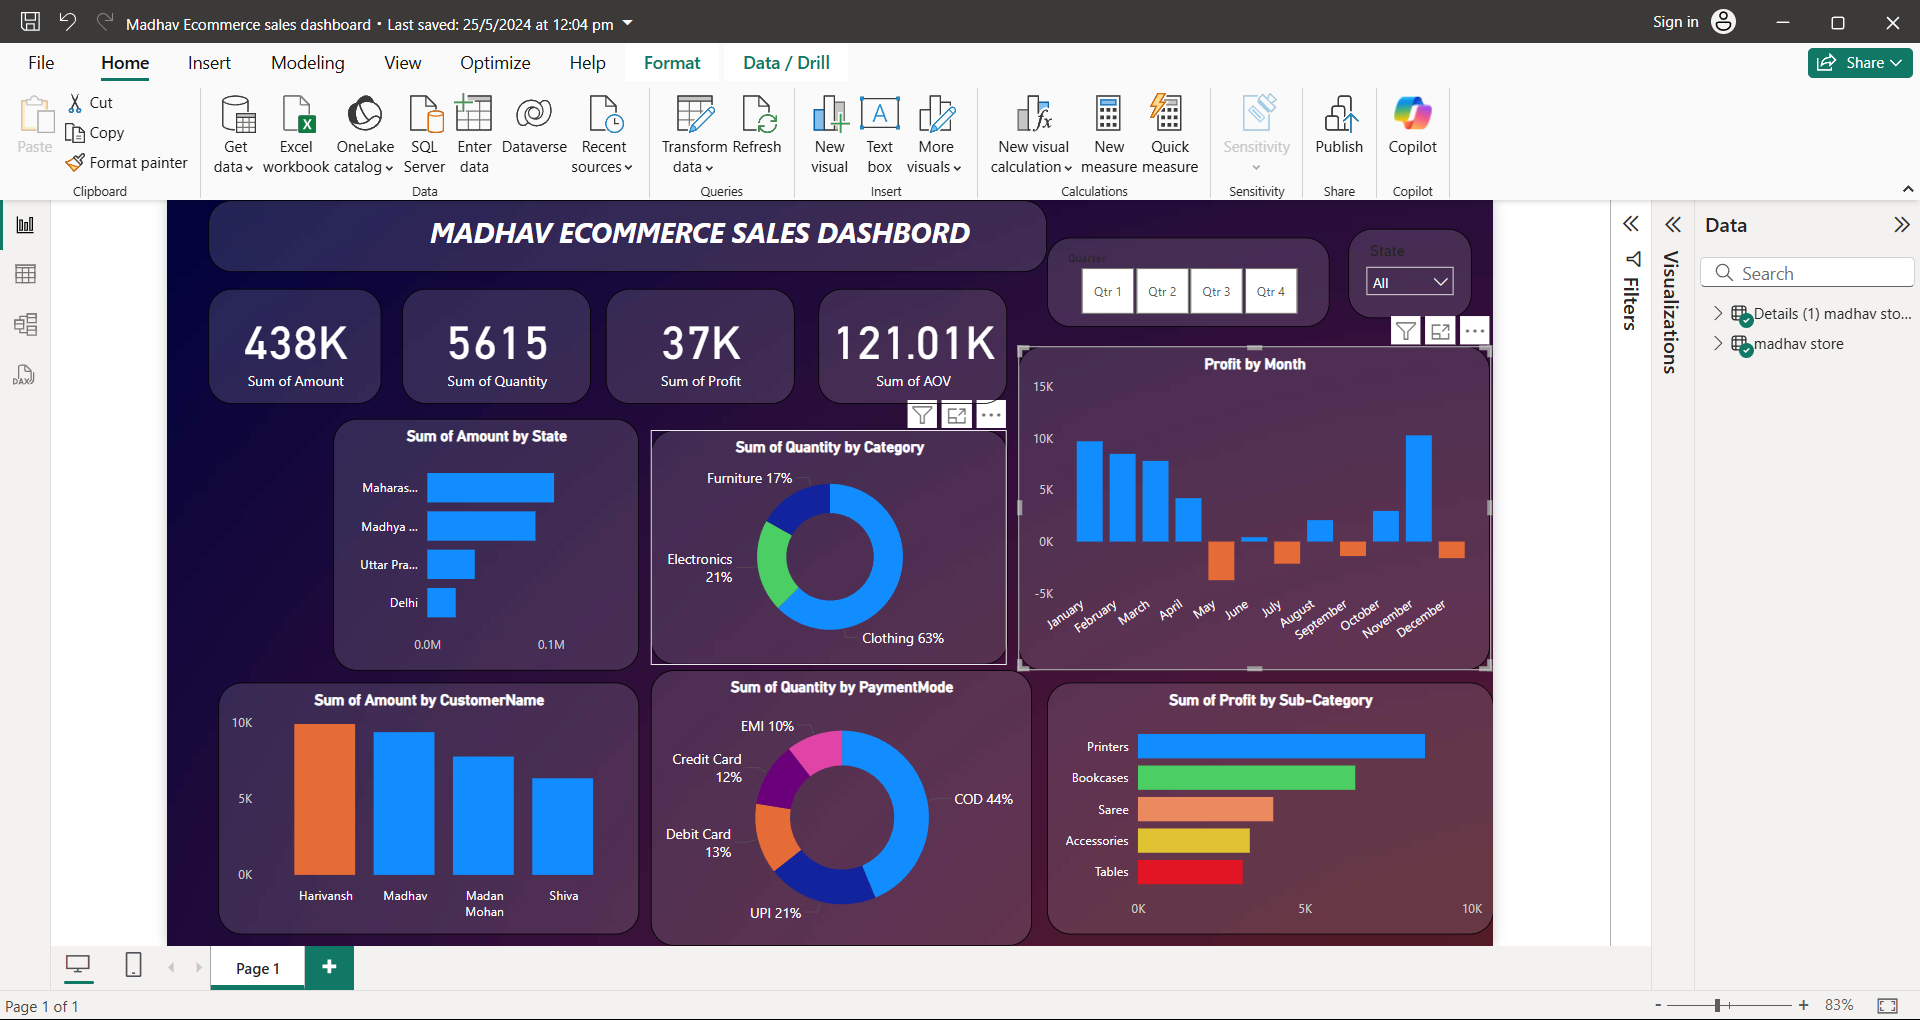 Madhav Ecommerce sales dashboard • Last saved: 25/5/2024 at 12:04 pm
Sign in
File Home Insert Modeling View Optimize Help Format Data / Drill
Share
Paste
Cut
Copy
Format painter
Clipboard
Get data
Excel workbook
OneLake catalog
SQL Server
Enter data
Dataverse
Recent sources
Data
Transform data
Refresh
Queries
New visual
Text box
More visuals
Insert
New visual calculation
New measure
Quick measure
Calculations
Sensitivity
Sensitivity
Publish
Share
Copilot
Copilot
MADHAV ECOMMERCE SALES DASHBORD
Quarter
Qtr 1 Qtr 2 Qtr 3 Qtr 4
State
All
438K
Sum of Amount
5615
Sum of Quantity
37K
Sum of Profit
121.01K
Sum of AOV
Sum of Amount by State
Maharas...
Madhya ...
Uttar Pra...
Delhi
0.0M 0.1M
Sum of Quantity by Category
Furniture 17%
Electronics
21%
Clothing 63%
Profit by Month
15K
10K
5K
0K
-5K
January February March April May June July August September October November December
Sum of Amount by CustomerName
10K
5K
0K
Harivansh Madhav Madan Mohan Shiva
Sum of Quantity by PaymentMode
EMI 10%
Credit Card
12%
COD 44%
Debit Card
13%
UPI 21%
Sum of Profit by Sub-Category
Printers
Bookcases
Saree
Accessories
Tables
0K 5K 10K
Filters
Visualizations
Data
Search
Details (1) madhav sto...
madhav store
DAX
Page 1
Page 1 of 1
- + 83%